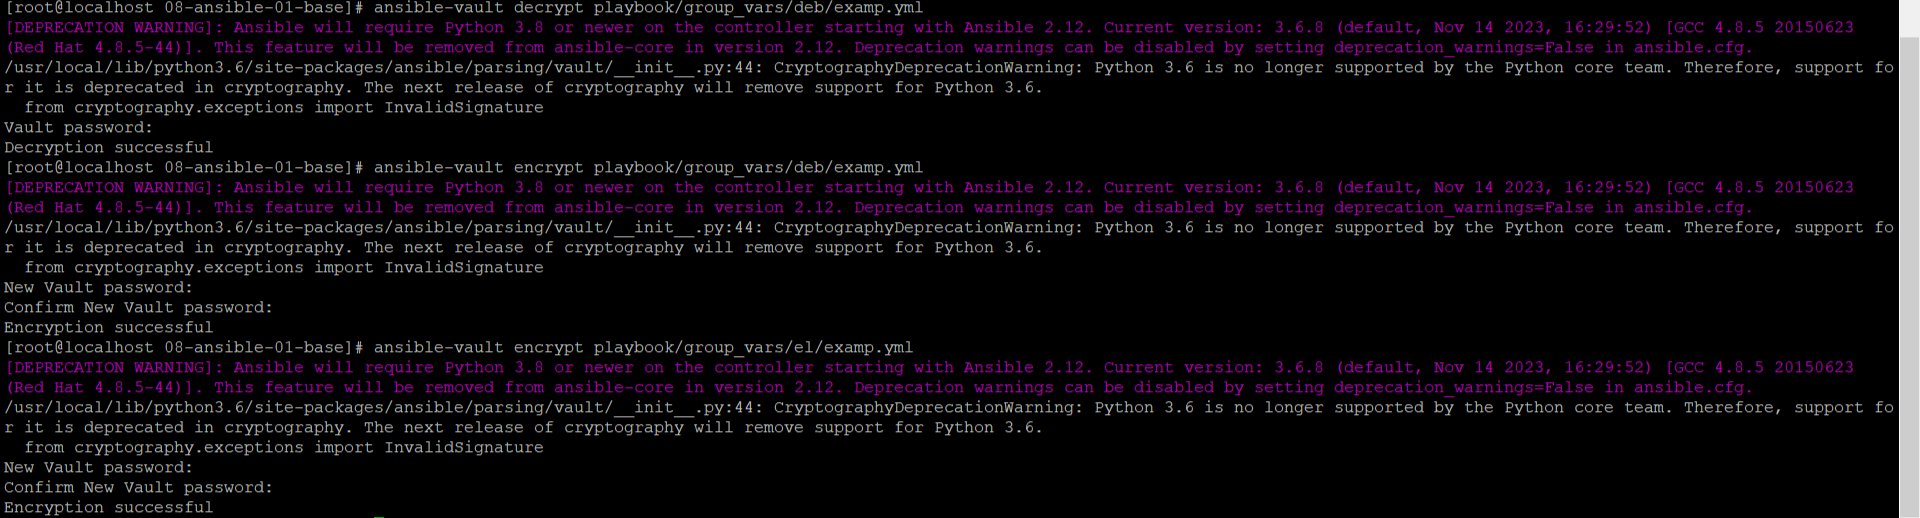 [root@localhost 08-ansible-01-base]# ansible-vault decrypt playbook/group_vars/deb/examp.yml
[DEPRECATION WARNING]: Ansible will require Python 3.8 or newer on the controller starting with Ansible 2.12. Current version: 3.6.8 (default, Nov 14 2023, 16:29:52) [GCC 4.8.5 20150623
(Red Hat 4.8.5-44)]. This feature will be removed from ansible-core in version 2.12. Deprecation warnings can be disabled by setting deprecation_warnings=False in ansible.cfg.
/usr/local/lib/python3.6/site-packages/ansible/parsing/vault/__init__.py:44: CryptographyDeprecationWarning: Python 3.6 is no longer supported by the Python core team. Therefore, support fo
r it is deprecated in cryptography. The next release of cryptography will remove support for Python 3.6.
  from cryptography.exceptions import InvalidSignature
Vault password:
Decryption successful
[root@localhost 08-ansible-01-base]# ansible-vault encrypt playbook/group_vars/deb/examp.yml
[DEPRECATION WARNING]: Ansible will require Python 3.8 or newer on the controller starting with Ansible 2.12. Current version: 3.6.8 (default, Nov 14 2023, 16:29:52) [GCC 4.8.5 20150623
(Red Hat 4.8.5-44)]. This feature will be removed from ansible-core in version 2.12. Deprecation warnings can be disabled by setting deprecation_warnings=False in ansible.cfg.
/usr/local/lib/python3.6/site-packages/ansible/parsing/vault/__init__.py:44: CryptographyDeprecationWarning: Python 3.6 is no longer supported by the Python core team. Therefore, support fo
r it is deprecated in cryptography. The next release of cryptography will remove support for Python 3.6.
  from cryptography.exceptions import InvalidSignature
New Vault password:
Confirm New Vault password:
Encryption successful
[root@localhost 08-ansible-01-base]# ansible-vault encrypt playbook/group_vars/el/examp.yml
[DEPRECATION WARNING]: Ansible will require Python 3.8 or newer on the controller starting with Ansible 2.12. Current version: 3.6.8 (default, Nov 14 2023, 16:29:52) [GCC 4.8.5 20150623
(Red Hat 4.8.5-44)]. This feature will be removed from ansible-core in version 2.12. Deprecation warnings can be disabled by setting deprecation_warnings=False in ansible.cfg.
/usr/local/lib/python3.6/site-packages/ansible/parsing/vault/__init__.py:44: CryptographyDeprecationWarning: Python 3.6 is no longer supported by the Python core team. Therefore, support fo
r it is deprecated in cryptography. The next release of cryptography will remove support for Python 3.6.
  from cryptography.exceptions import InvalidSignature
New Vault password:
Confirm New Vault password:
Encryption successful